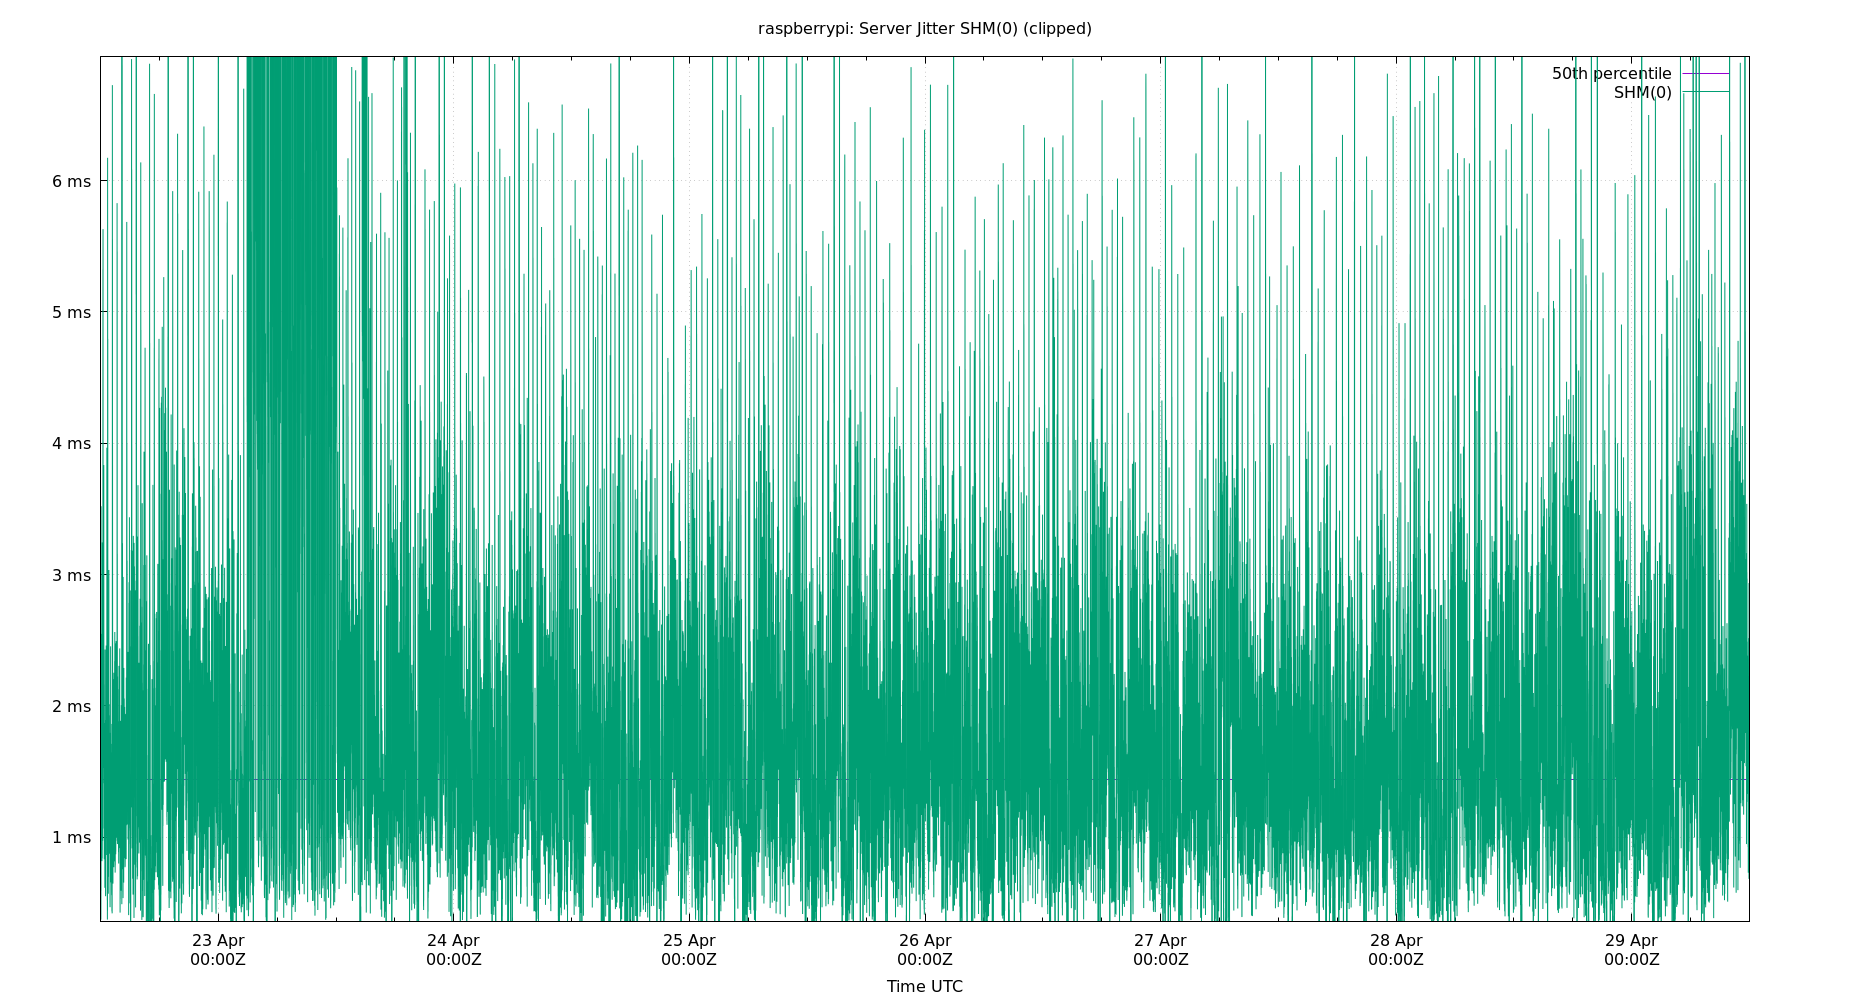 raspberrypi: Server Jitter SHM(0) (clipped)
50th percentile
SHM(0)
6 ms
5 ms
4 ms
3 ms
2 ms
1 ms
23 Apr 24 Apr 25 Apr 26 Apr 27 Apr 28 Apr 29 Apr
00:00Z 00:00Z 00:00Z 00:00Z 00:00Z 00:00Z 00:00Z
Time UTC